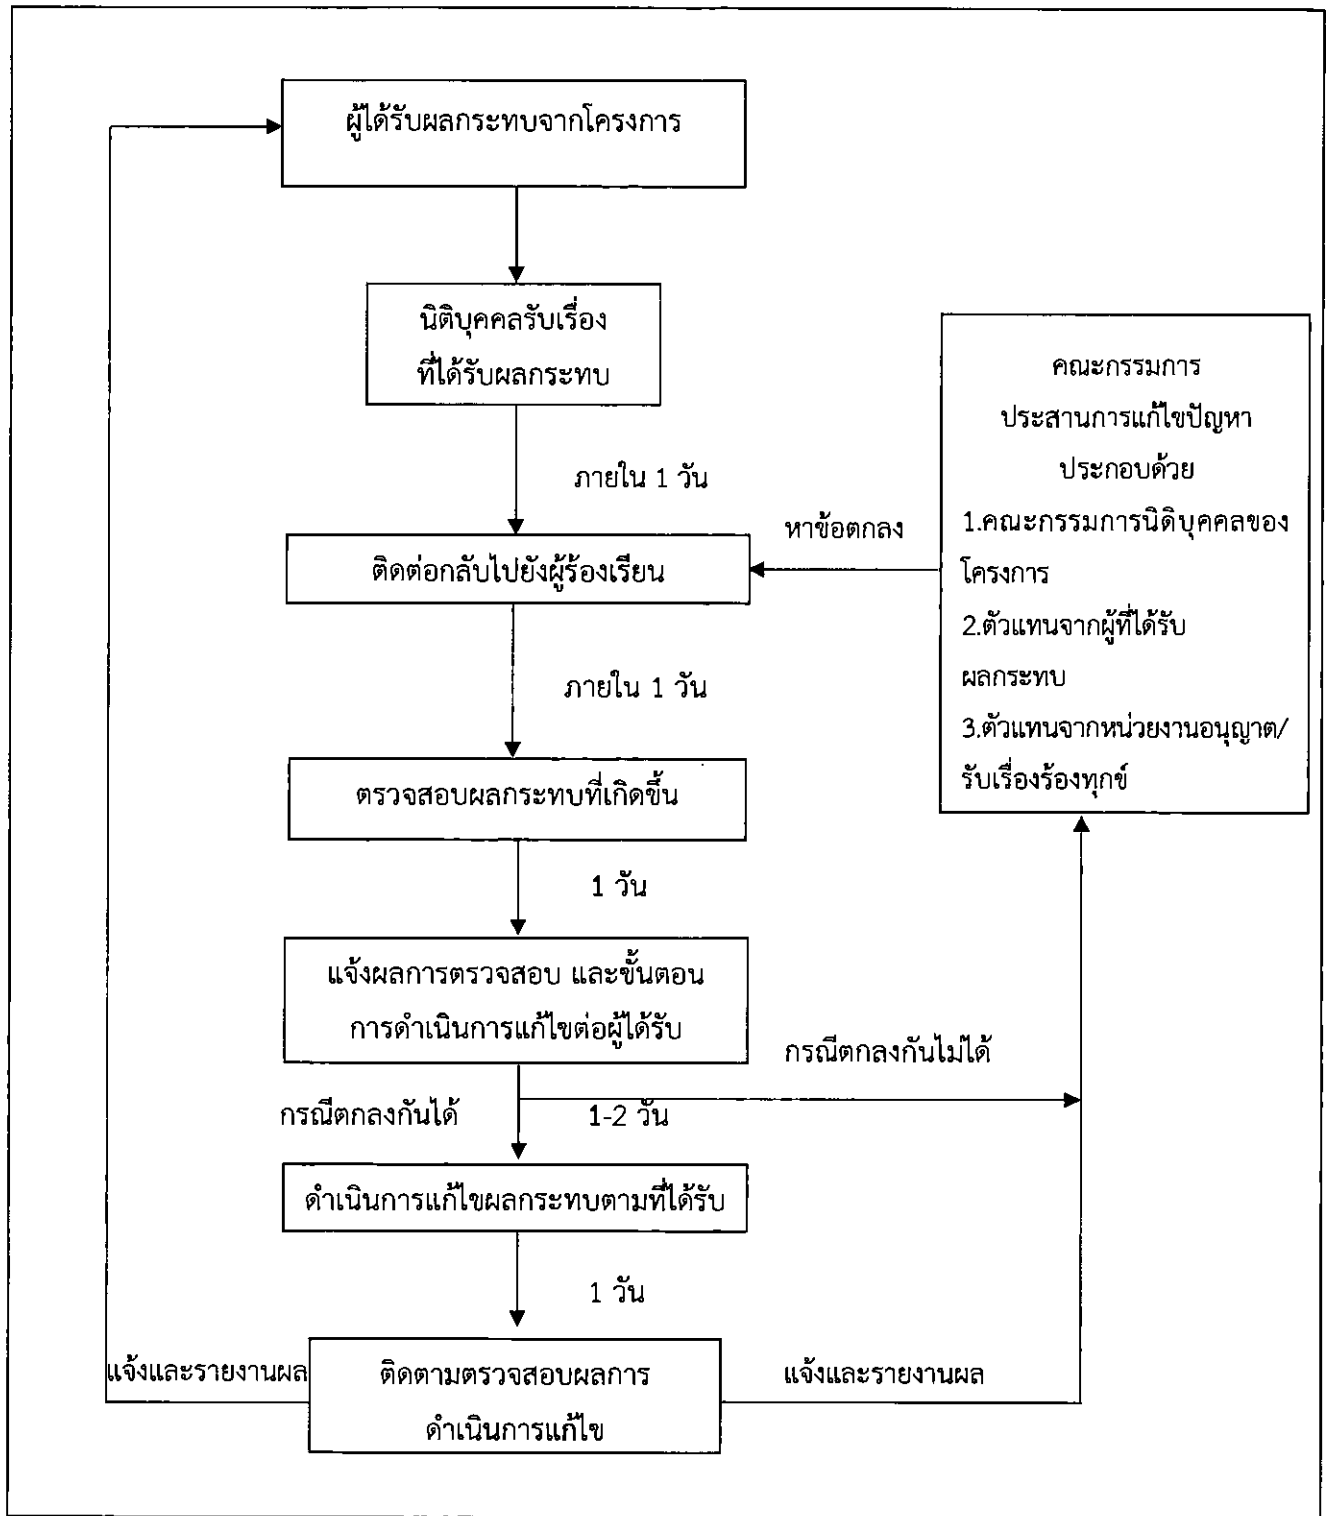 ผู้ได้รับผลกระทบจากโครงการ
นิติบุคคลรับเรื่อง
ที่ได้รับผลกระทบ
ภายใน 1 วัน
ติดต่อกลับไปยังผู้ร้องเรียน
หาข้อตกลง
คณะกรรมการ
ประสานการแก้ไขปัญหา
ประกอบด้วย
1.คณะกรรมการนิติบุคคลของ
โครงการ
2.ตัวแทนจากผู้ที่ได้รับ
ผลกระทบ
3.ตัวแทนจากหน่วยงานอนุญาต/
รับเรื่องร้องทุกข์
ภายใน 1 วัน
ตรวจสอบผลกระทบที่เกิดขึ้น
1 วัน
แจ้งผลการตรวจสอบ และขั้นตอน
การดำเนินการแก้ไขต่อผู้ได้รับ
กรณีตกลงกันไม่ได้
กรณีตกลงกันได้
1-2 วัน
ดำเนินการแก้ไขผลกระทบตามที่ได้รับ
1 วัน
แจ้งและรายงานผล
ติดตามตรวจสอบผลการ
ดำเนินการแก้ไข
แจ้งและรายงานผล